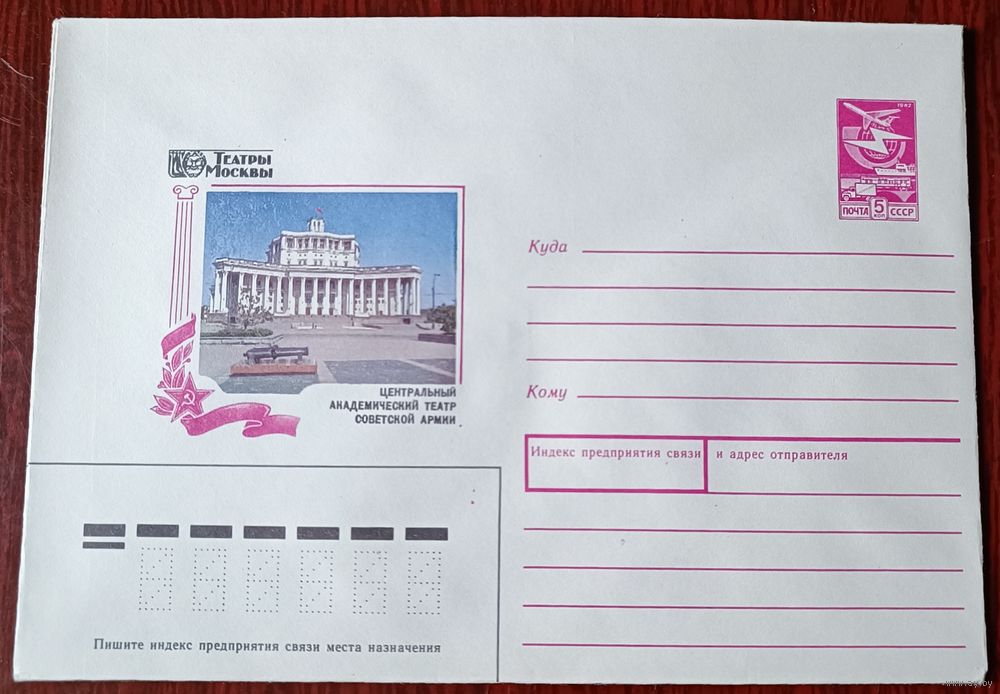 Театры
Москвы
1982
ПОЧТА 5 КОП СССР
ЦЕНТРАЛЬНЫЙ
АКАДЕМИЧЕСКИЙ ТЕАТР
СОВЕТСКОЙ АРМИИ
Куда
Кому
Индекс предприятия связи и адрес отправителя
Пишите индекс предприятия связи места назначения